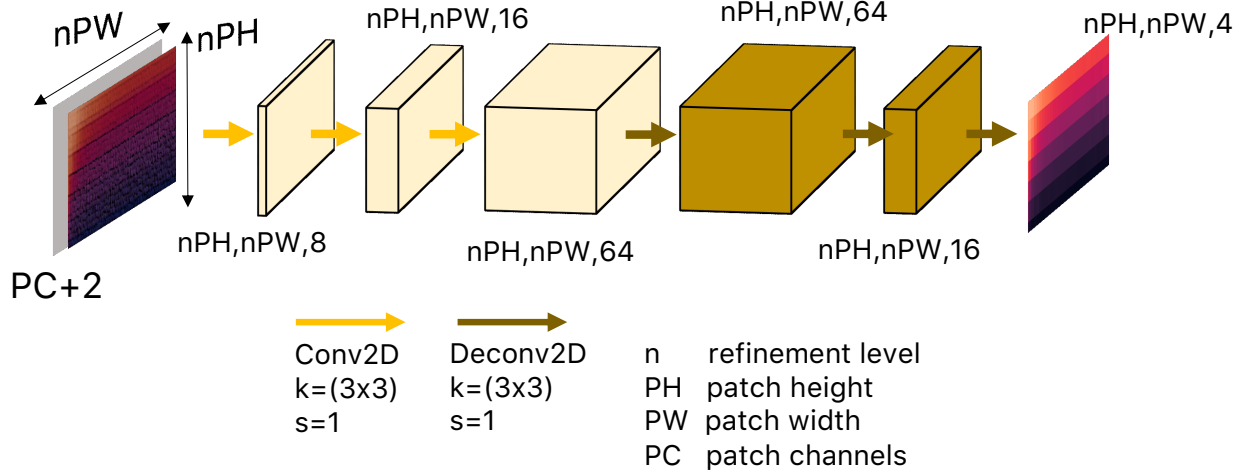 nPW
nPH
nPH,nPW,16
nPH,nPW,64
nPH,nPW,4
nPH,nPW,8
nPH,nPW,64
nPH,nPW,16
PC+2
Conv2D
k=(3x3)
s=1
Deconv2D
k=(3x3)
s=1
n refinement level
PH patch height
PW patch width
PC patch channels